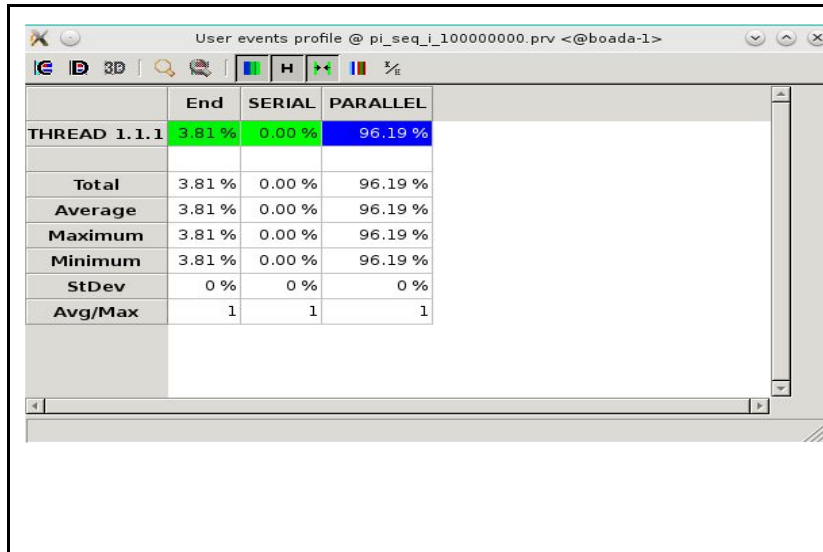 User events profile @ pi_seq_i_100000000.prv <@boada-1>
IC ID 3D H Σ/E
End SERIAL PARALLEL
THREAD 1.1.1 3.81 % 0.00 % 96.19 %
Total 3.81 % 0.00 % 96.19 %
Average 3.81 % 0.00 % 96.19 %
Maximum 3.81 % 0.00 % 96.19 %
Minimum 3.81 % 0.00 % 96.19 %
StDev 0 % 0 % 0 %
Avg/Max 1 1 1